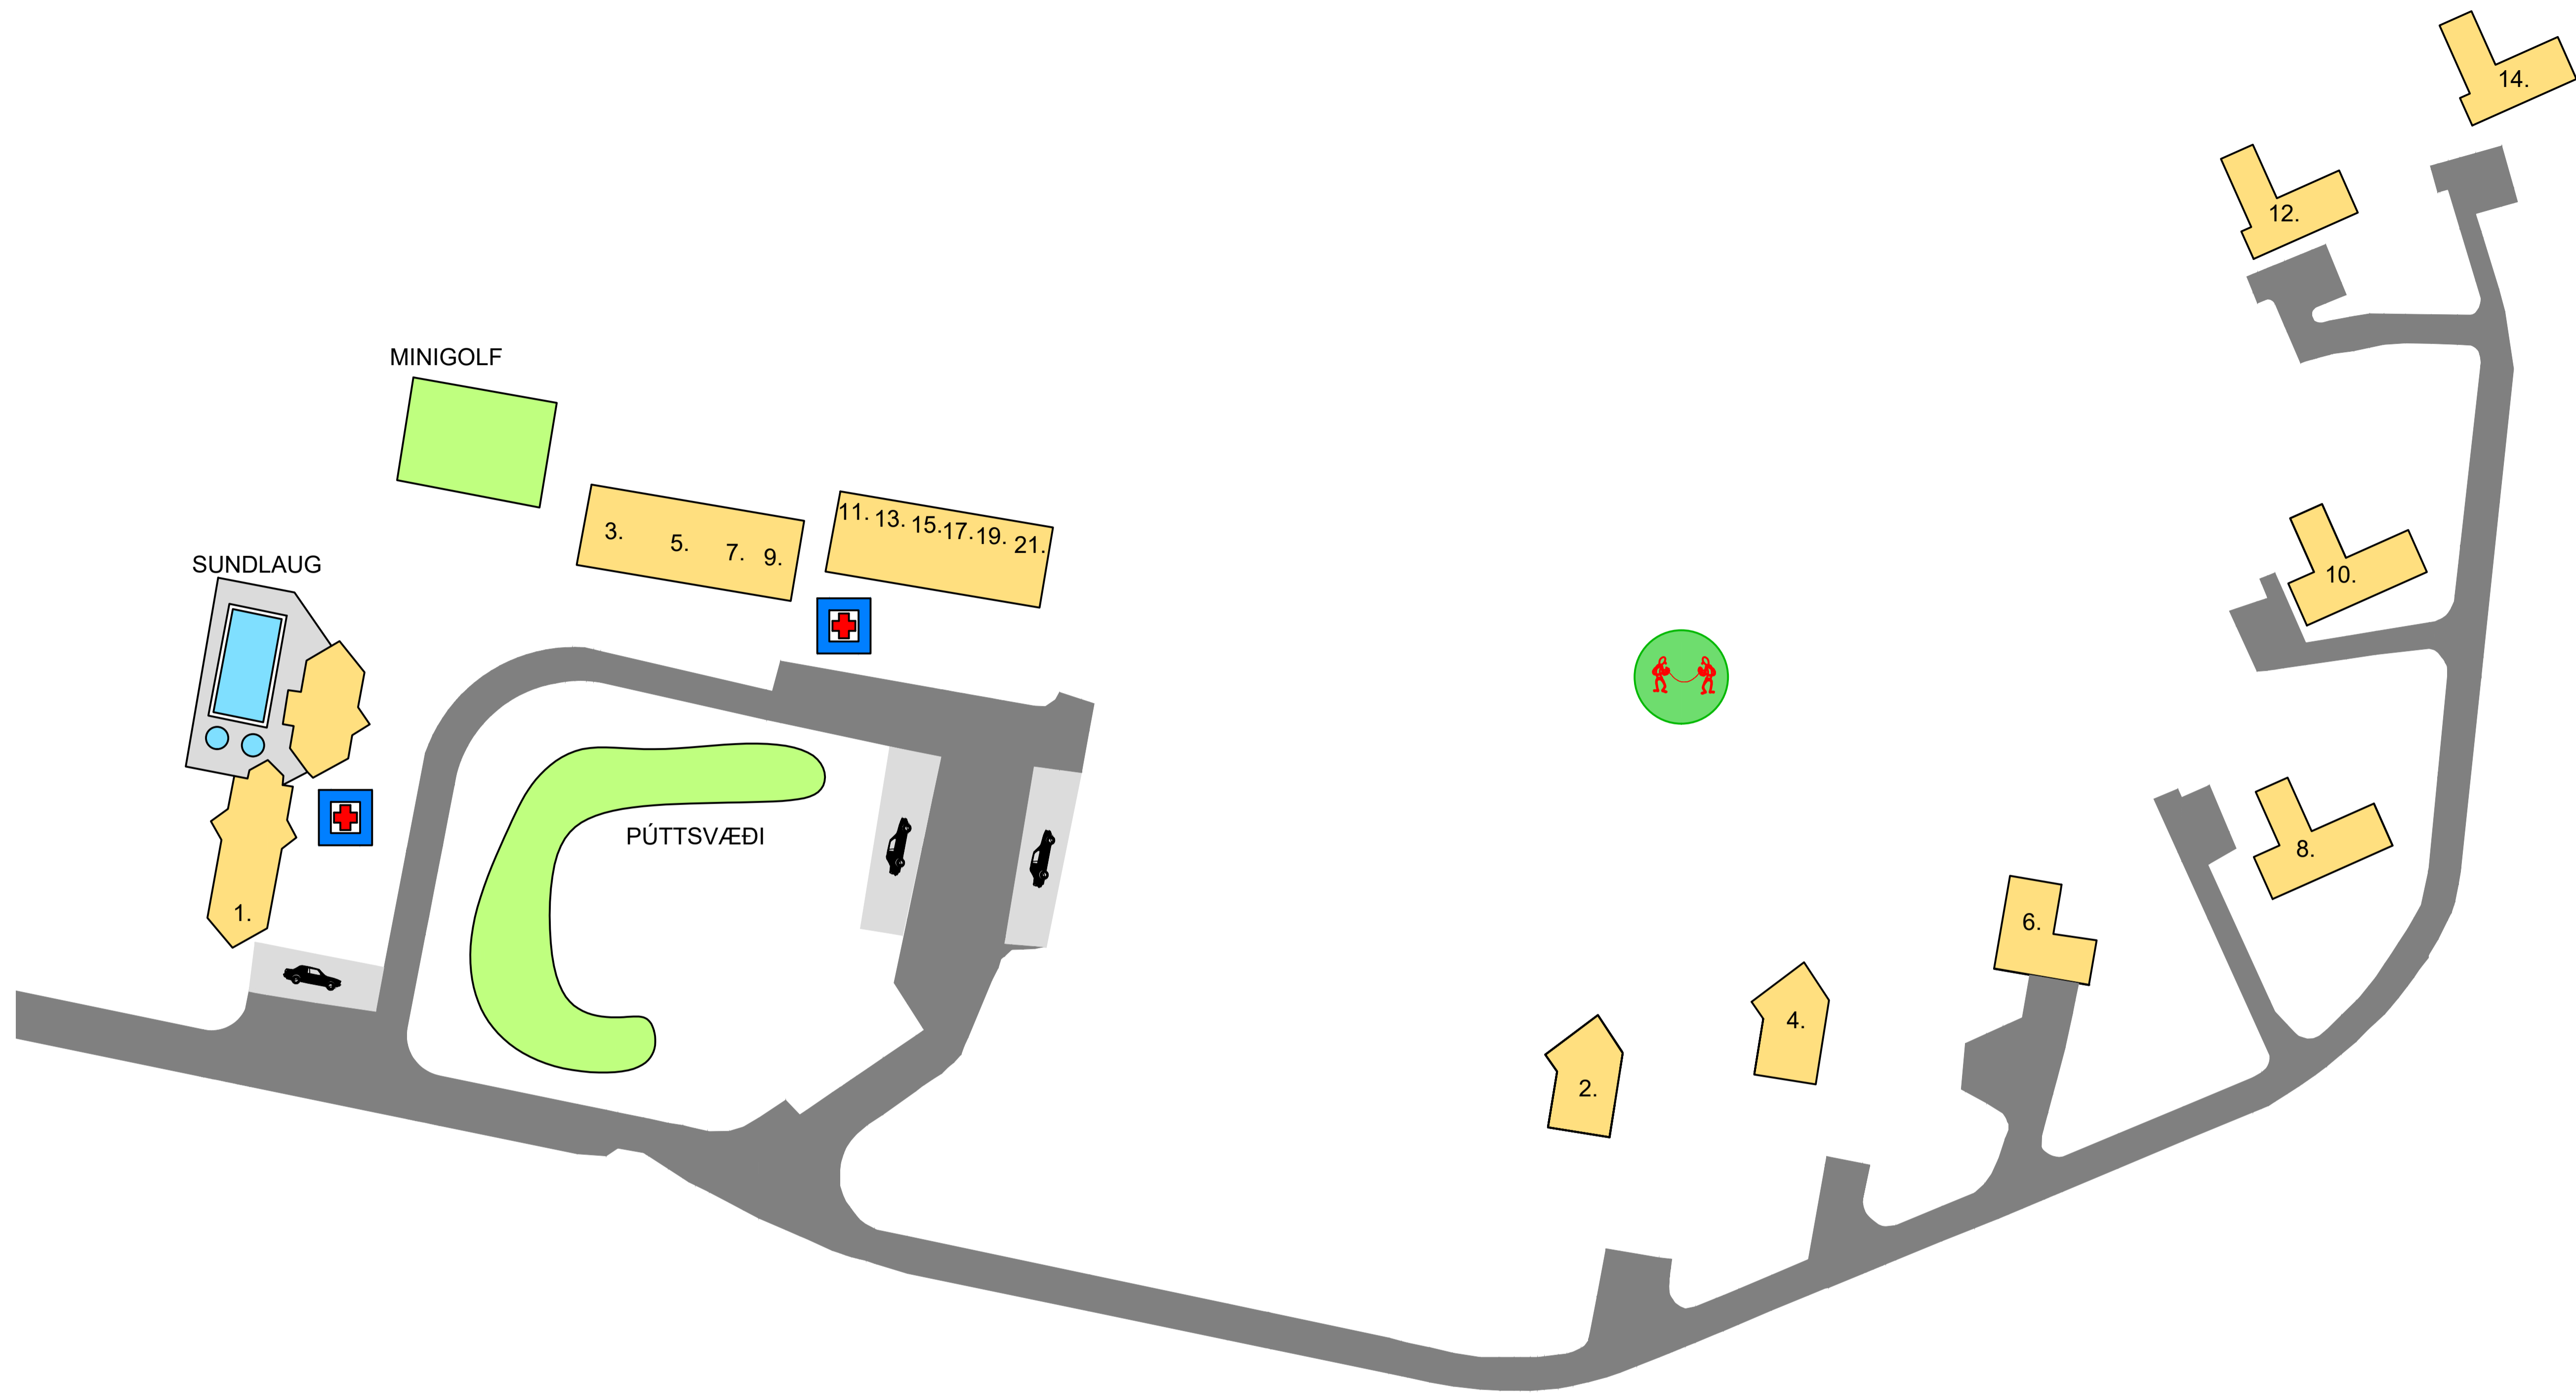 14.
12.
MINIGOLF
11. 13. 15. 17. 19. 21.
3. 5. 7. 9.
SUNDLAUG
10.
PÚTTSVÆÐI
8.
1.
6.
4.
2.